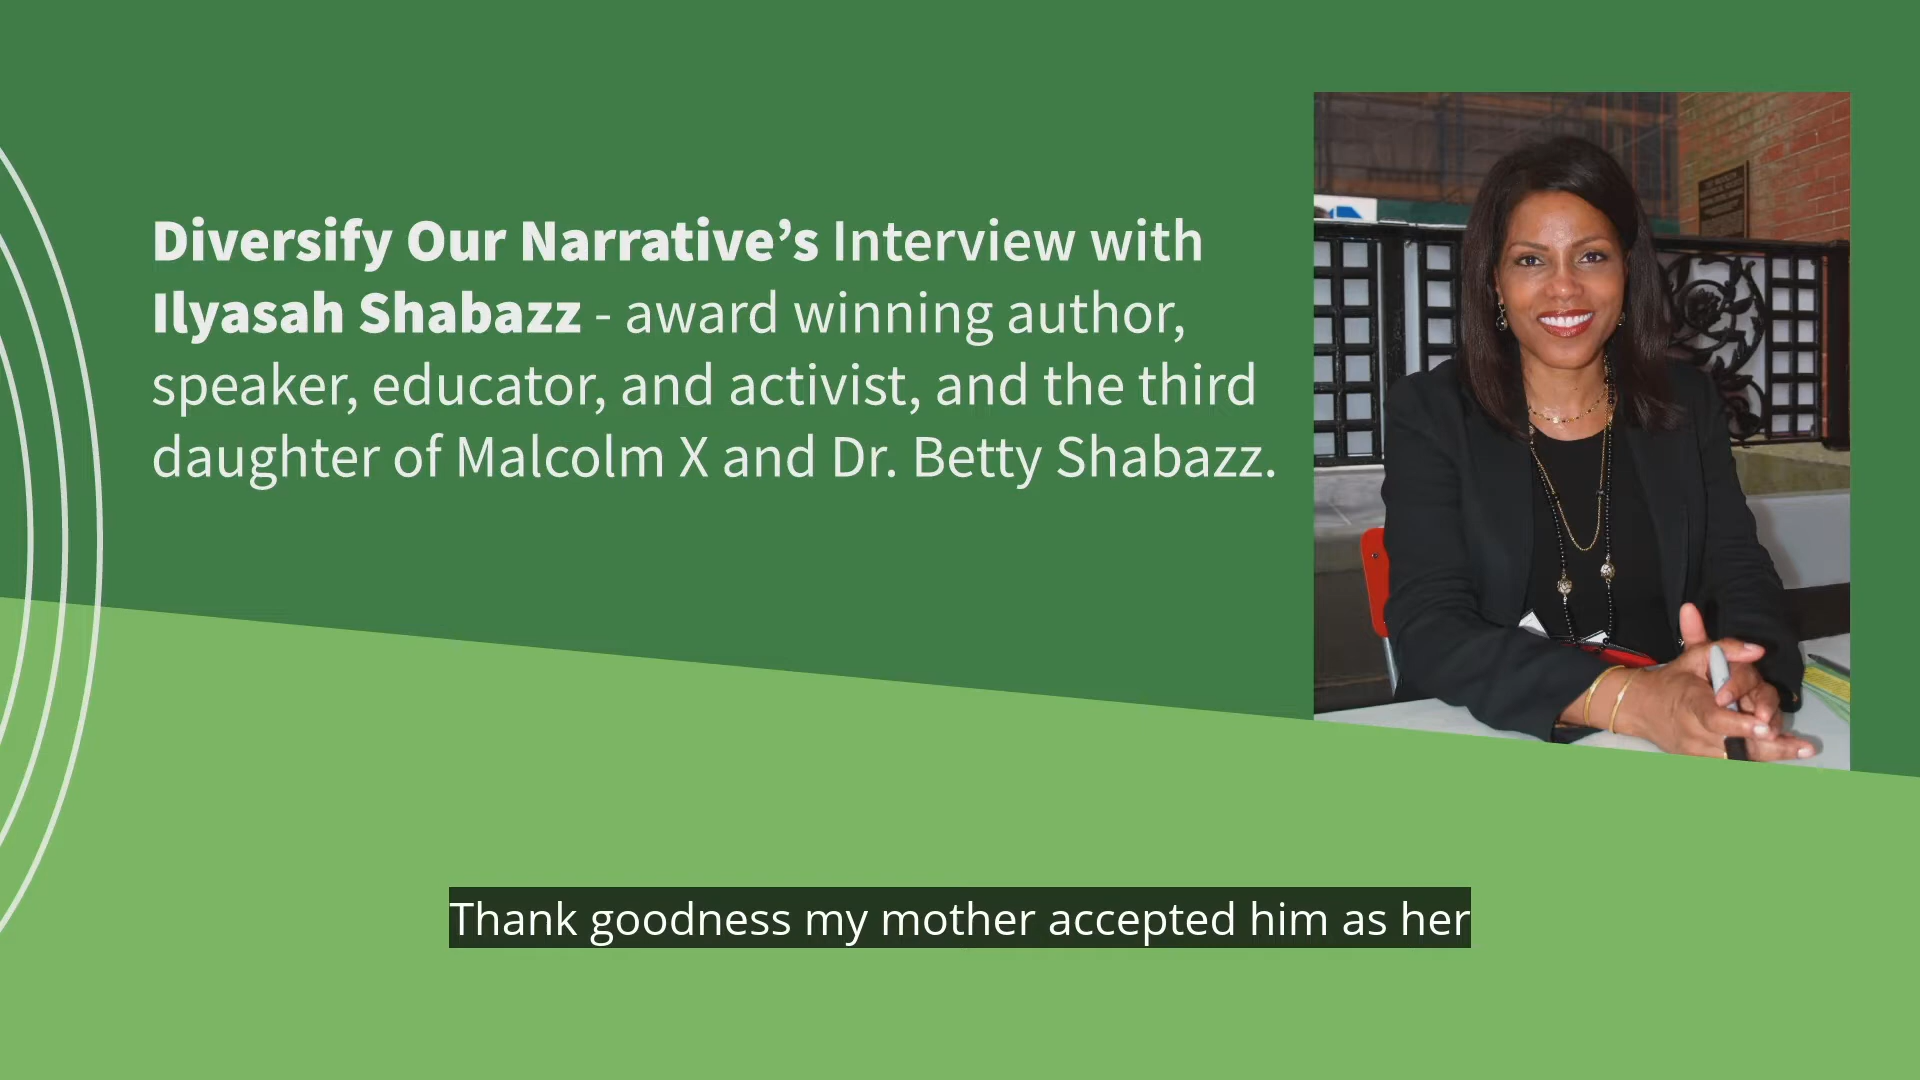 Diversify Our Narrative’s Interview with
Ilyasah Shabazz - award winning author,
speaker, educator, and activist, and the third
daughter of Malcolm X and Dr. Betty Shabazz.
Thank goodness my mother accepted him as her